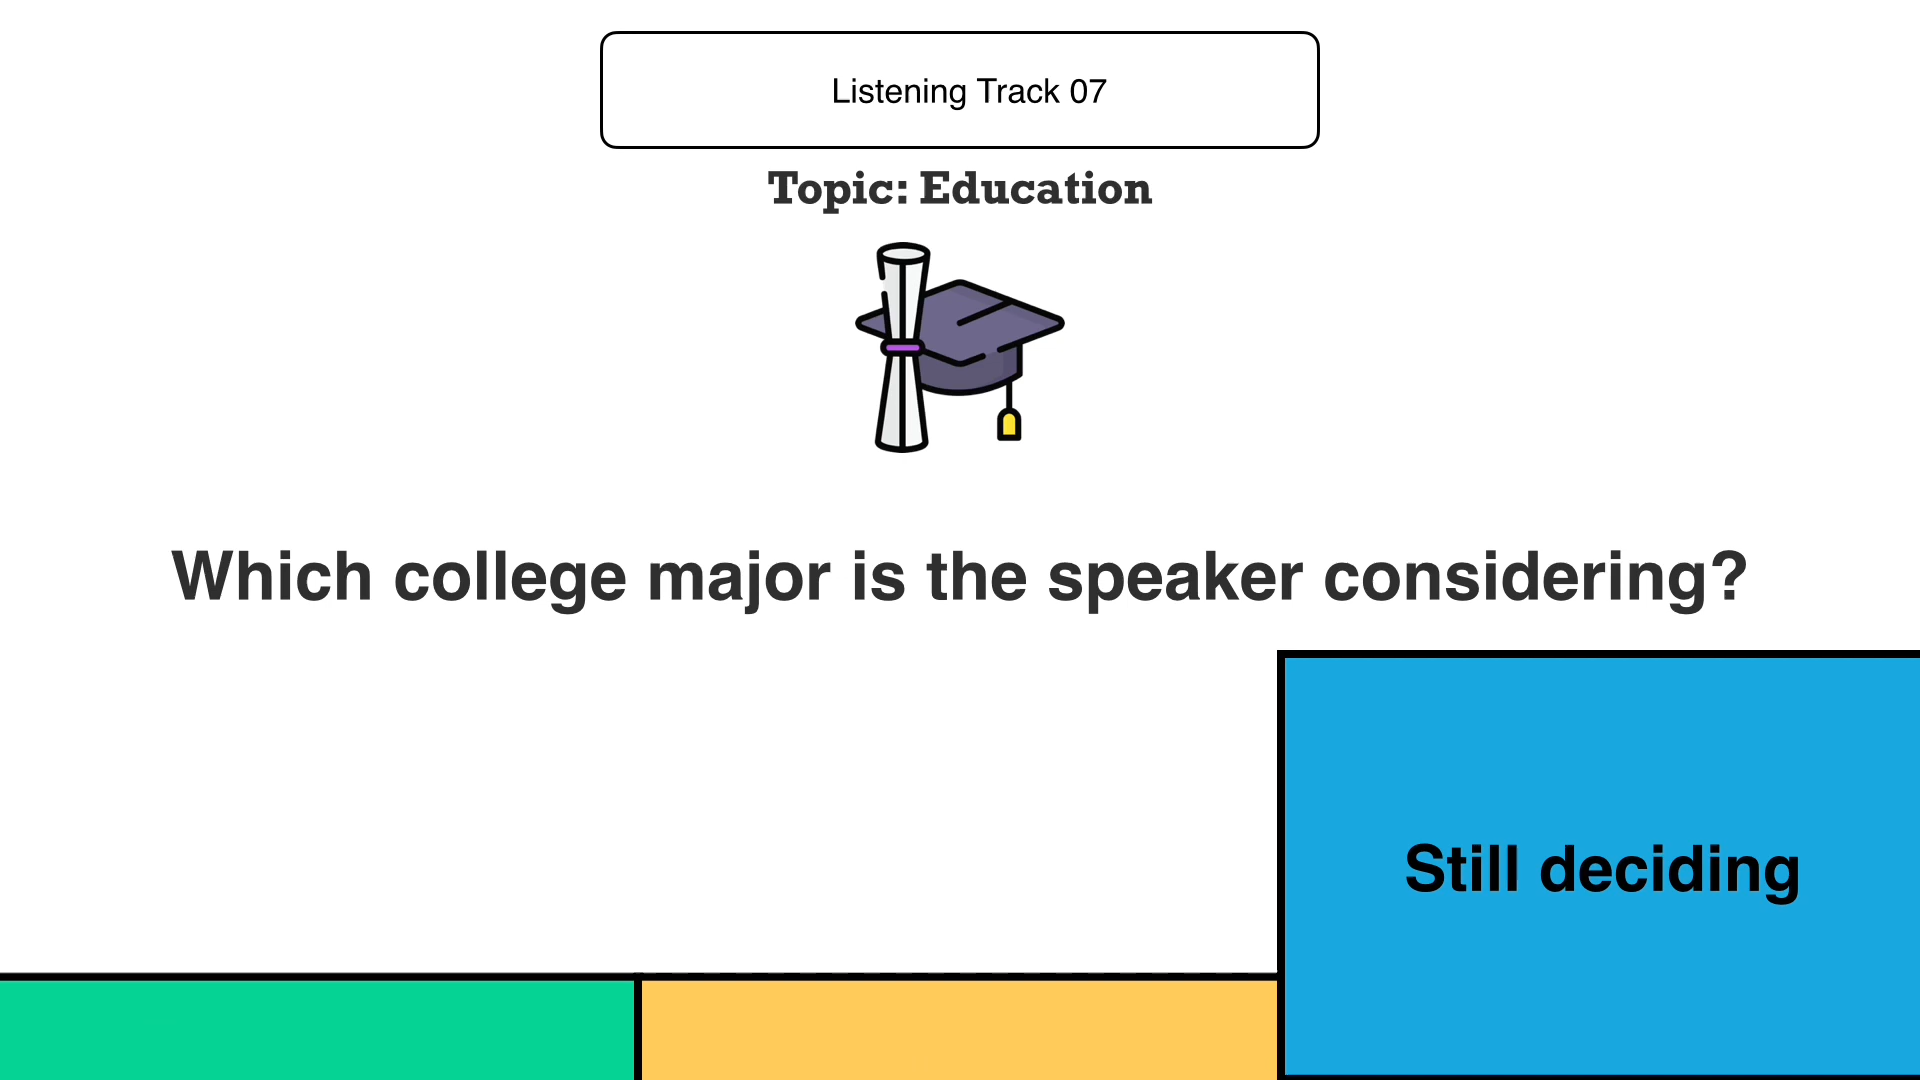 Listening Track 07
Topic: Education
Which college major is the speaker considering?
Still deciding